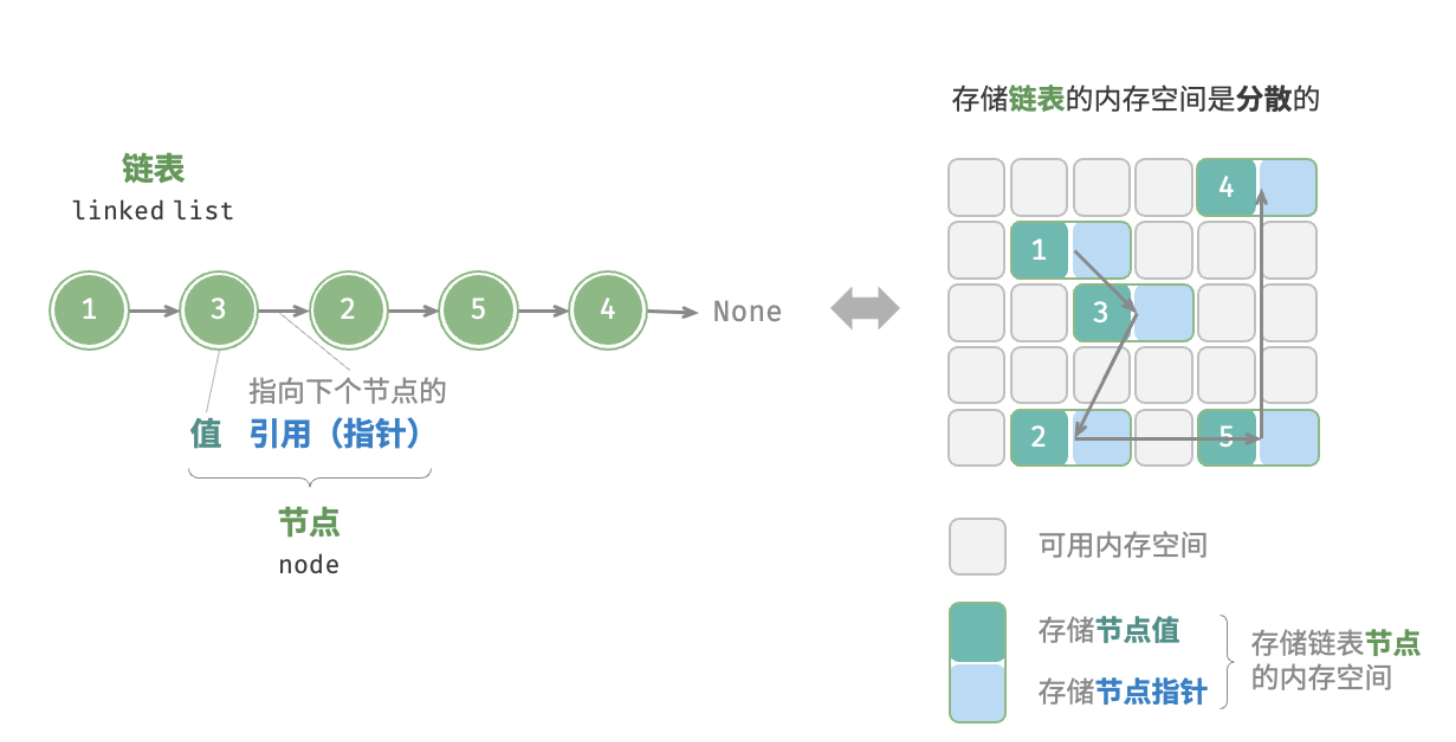 存储链表的内存空间是分散的
链表
linked list
1 3 2 5 4 None
指向下个节点的
值 引用（指针）
节点
node
4
1
3
2 5
可用内存空间
存储节点值
存储节点指针
存储链表节点
的内存空间